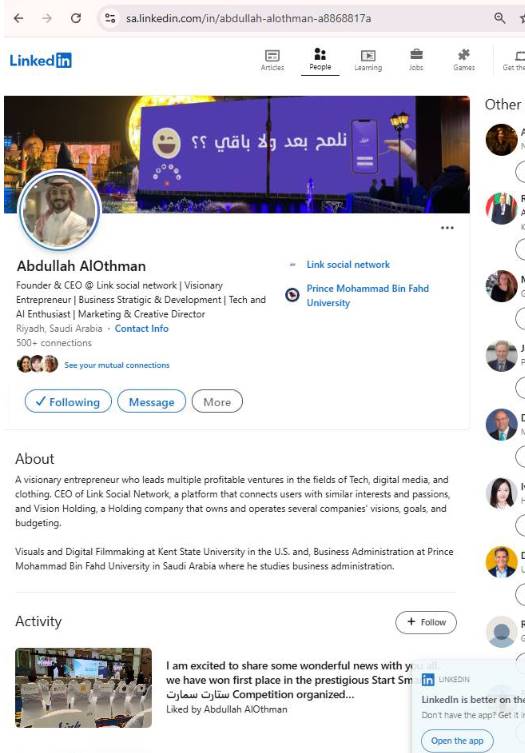 sa.linkedin.com/in/abdullah-alothman-a8868817a
Linked in
Articles
People
Learning
Jobs
Games
Get the
نلمح بعد ولا باقي ؟؟
Other
Abdullah AlOthman
Founder & CEO @ Link social network | Visionary
Entrepreneur | Business Stratigic & Development | Tech and
AI Enthusiast | Marketing & Creative Director
Riyadh, Saudi Arabia · Contact Info
500+ connections
See your mutual connections
Link social network
Prince Mohammad Bin Fahd
University
Following
Message
More
About
A visionary entrepreneur who leads multiple profitable ventures in the fields of Tech, digital media, and
clothing. CEO of Link Social Network, a platform that connects users with similar interests and passions,
and Vision Holding, a Holding company that owns and operates several companies' visions, goals, and
budgeting.
Visuals and Digital Filmmaking at Kent State University in the U.S. and, Business Administration at Prince
Mohammad Bin Fahd University in Saudi Arabia where he studies business administration.
Activity
+ Follow
I am excited to share some wonderful news with you all.
we have won first place in the prestigious Start Sm
ستارت سمارت Competition organized...
Liked by Abdullah AlOthman
LINKEDIN
LinkedIn is better on the
Don't have the app? Get it in
Open the app